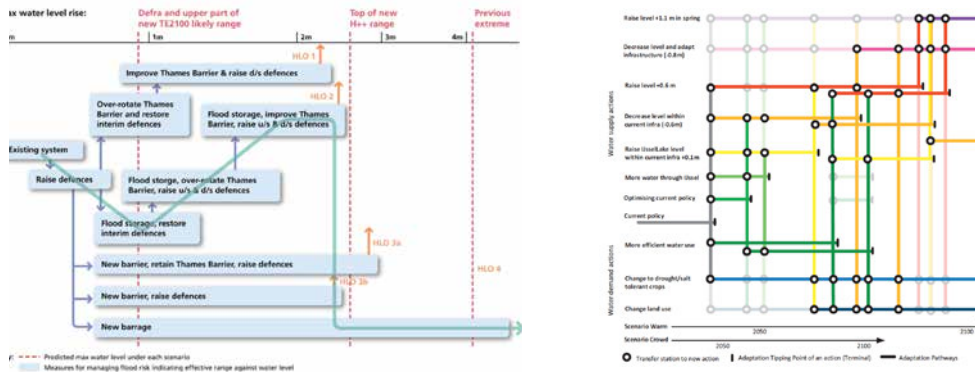 max water level rise:
Defra and upper part of
new TE2100 likely range
Top of new
H++ range
Previous
extreme
1m
2m
3m
4m
HLO 1
Improve Thames Barrier & raise d/s defences
HLO 2
Over-rotate Thames
Barrier and restore
interim defences
Flood storage, improve Thames
Barrier, raise u/s & d/s defences
Existing system
Raise defences
Flood storge, over-rotate Thames
Barrier, raise u/s & d/s defences
Flood storage, restore
interim defences
HLO 3a
New barrier, retain Thames Barrier, raise defences
HLO 3b
HLO 4
New barrier, raise defences
New barrage
Predicted max water level under each scenario
Measures for managing flood risk indicating effective range against water level
Water supply actions
Raise level +1.1 m in spring
Decrease level and adapt
infrastructure (-0.8m)
Raise level +0.6 m
Decrease level within
current infra (-0.6m)
Raise IJsselLake level
within current infra +0.1m
More water through IJssel
Optimising current policy
Current policy
Water demand actions
More efficient water use
Change to drought/salt
tolerant crops
Change land use
Scenario Warm
2050
2100
Scenario Crowd
2050
2100
Transfer station to new action
Adaptation Tipping Point of an action (Terminal)
Adaptation Pathways